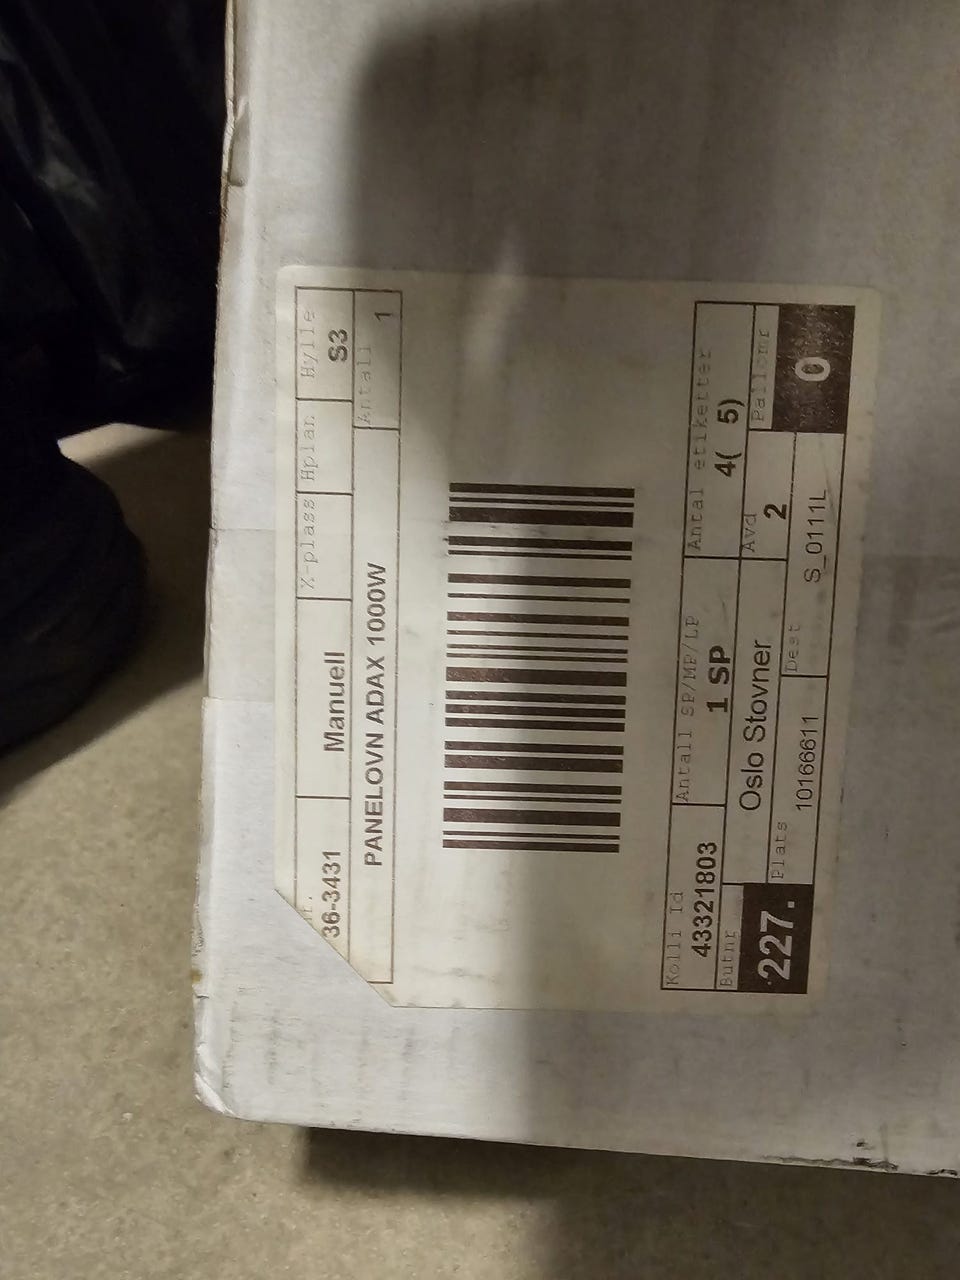 36-3431 Manuell X-plass Hplan Hylle S3
PANELOVN ADAX 1000W Antall 1
Kolli Id 43321803 Antall SP/MP/LP 1 SP Antal etiketter 4( 5)
Butnr 227. Oslo Stovner Avd 2 Pallomr 0
Plats 10166611 Dest S_0111L